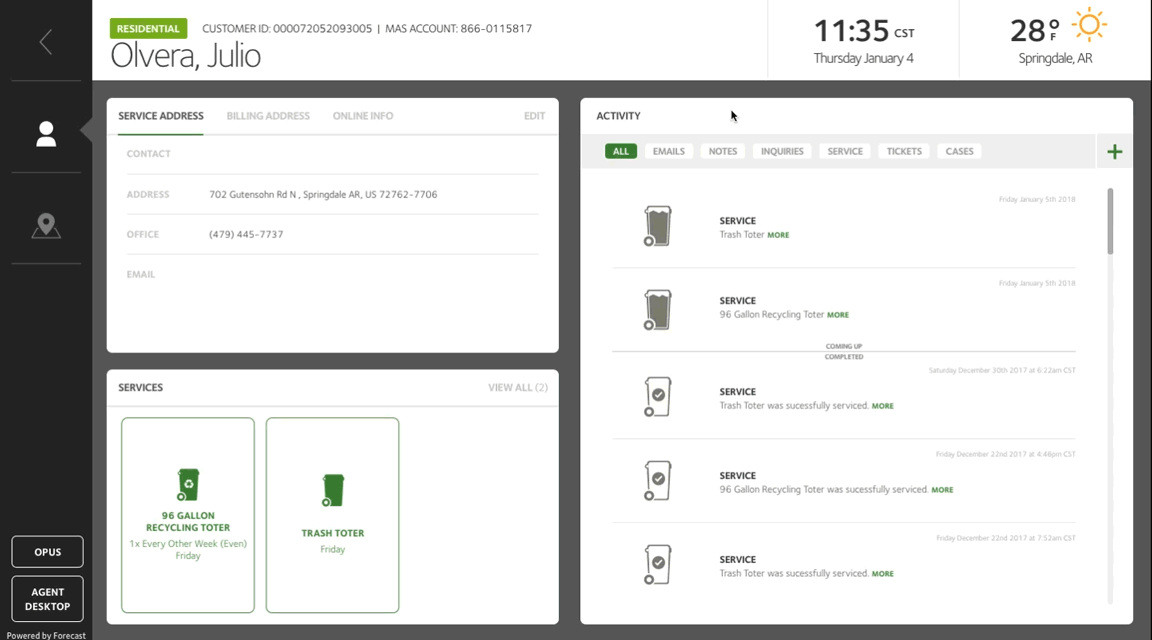 RESIDENTIAL CUSTOMER ID: 000072052093005 | MAS ACCOUNT: 866-0115817
Olvera, Julio
11:35 CST
Thursday January 4
28°F
Springdale, AR
SERVICE ADDRESS BILLING ADDRESS ONLINE INFO EDIT
CONTACT
ADDRESS 702 Gutensohn Rd N , Springdale AR, US 72762-7706
OFFICE (479) 445-7737
EMAIL
SERVICES VIEW ALL (2)
96 GALLON
RECYCLING TOTER
1x Every Other Week (Even)
Friday
TRASH TOTER
Friday
ACTIVITY
ALL EMAILS NOTES INQUIRIES SERVICE TICKETS CASES +
Friday January 5th 2018
SERVICE
Trash Toter MORE
Friday January 5th 2018
SERVICE
96 Gallon Recycling Toter MORE
COMING UP
COMPLETED
Saturday December 30th 2017 at 6:22am CST
SERVICE
Trash Toter was sucessfully serviced. MORE
Friday December 22nd 2017 at 4:46pm CST
SERVICE
96 Gallon Recycling Toter was sucessfully serviced. MORE
Friday December 22nd 2017 at 7:52am CST
SERVICE
Trash Toter was sucessfully serviced. MORE
OPUS
AGENT
DESKTOP
Powered by Forecast